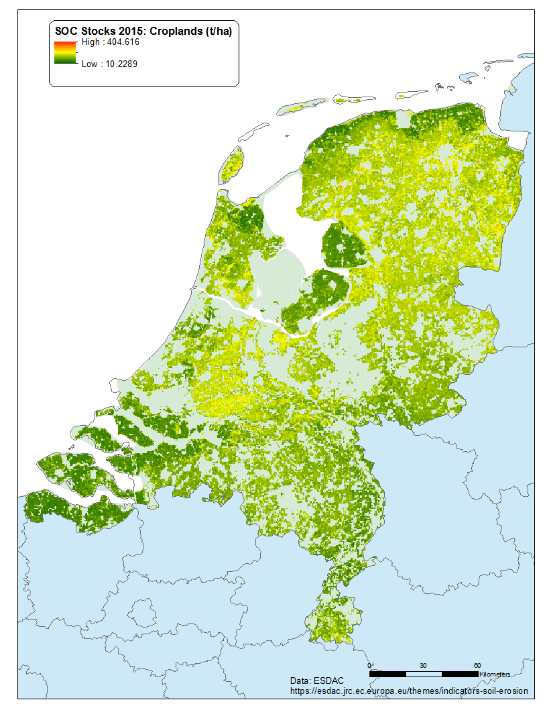 SOC Stocks 2015: Croplands (t/ha)
High : 404.616
Low : 10.2289
0 30 60
Kilometers
Data: ESDAC
https://esdac.jrc.ec.europa.eu/themes/indicators-soil-erosion